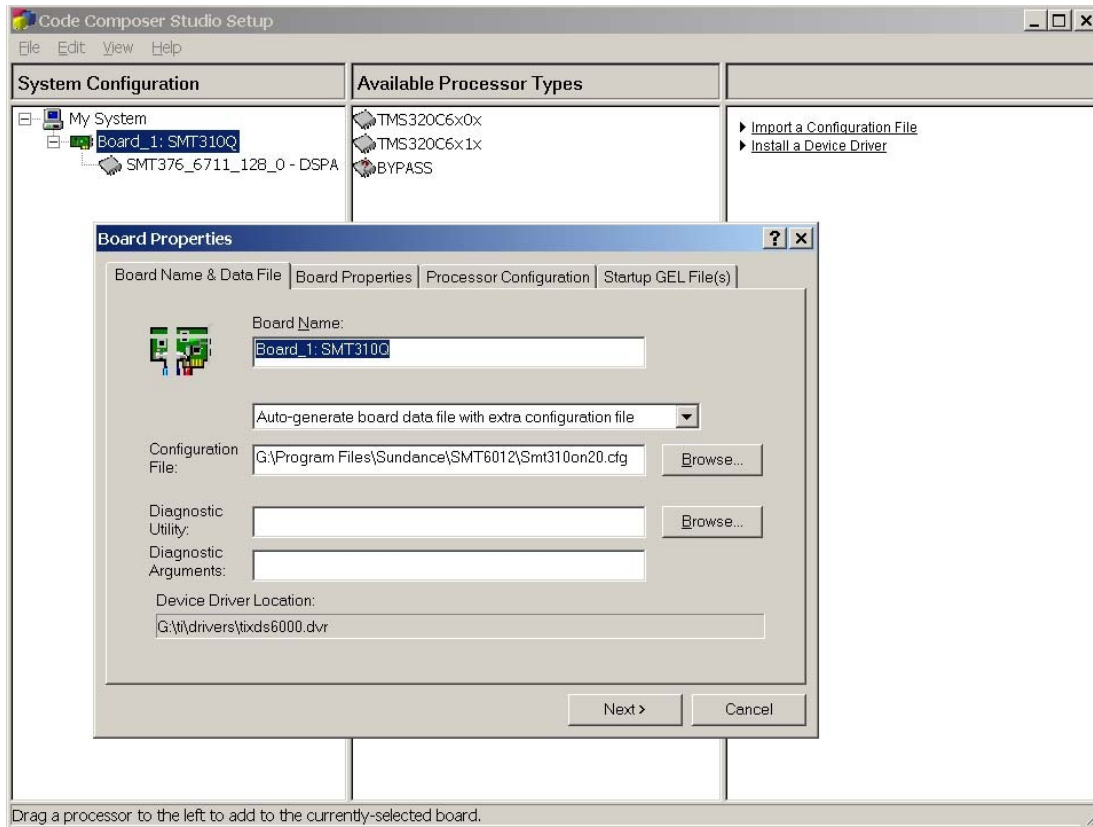 Code Composer Studio Setup
File Edit View Help
System Configuration
Available Processor Types
My System
Board_1: SMT310Q
SMT376_6711_128_0 - DSPA
TMS320C6x0x
TMS320C6x1x
BYPASS
Import a Configuration File
Install a Device Driver
Board Properties
Board Name & Data File Board Properties Processor Configuration Startup GEL File(s)
Board Name:
Board_1: SMT310Q
Auto-generate board data file with extra configuration file
Configuration
File:
G:\Program Files\Sundance\SMT6012\Smt310on20.cfg
Browse...
Diagnostic
Utility:
Browse...
Diagnostic
Arguments:
Device Driver Location:
G:\ti\drivers\tixds6000.dvr
Next >
Cancel
Drag a processor to the left to add to the currently-selected board.